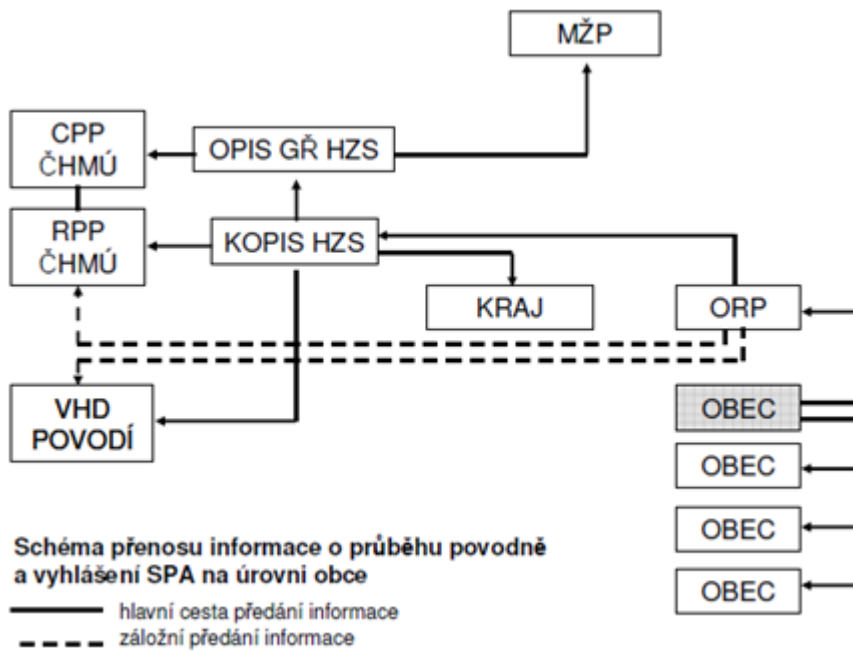 MŽP
CPP
ČHMÚ
OPIS GŘ HZS
RPP
ČHMÚ
KOPIS HZS
KRAJ
ORP
VHD
POVODÍ
OBEC
OBEC
OBEC
OBEC
Schéma přenosu informace o průběhu povodně
a vyhlášení SPA na úrovni obce
hlavní cesta předání informace
záložní předání informace